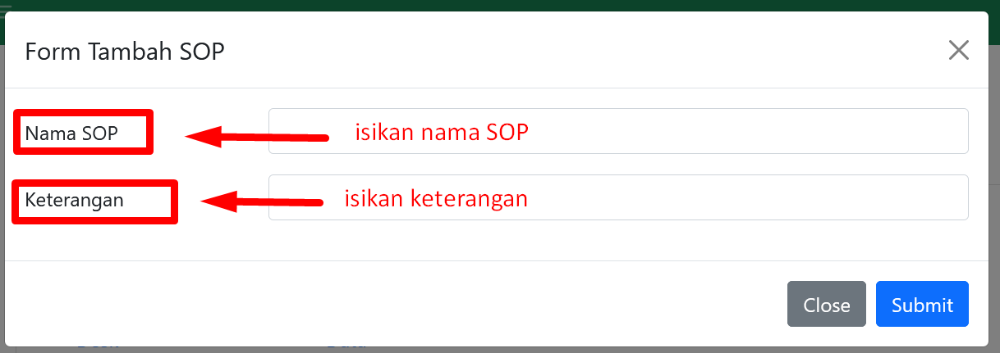 Form Tambah SOP
Nama SOP isikan nama SOP
Keterangan isikan keterangan
Close Submit